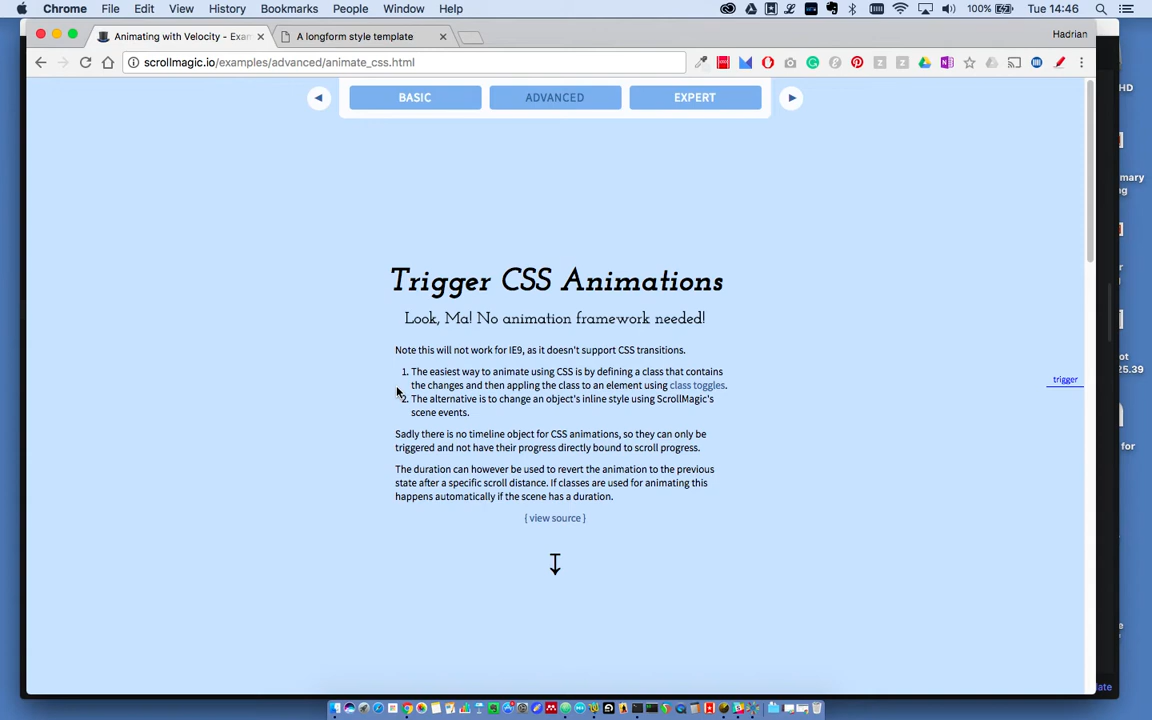 Chrome File Edit View History Bookmarks People Window Help 100% Tue 14:46
Animating with Velocity - Exam A longform style template Hadrian
scrollmagic.io/examples/advanced/animate_css.html
HD
BASIC ADVANCED EXPERT
mary
ng
Trigger CSS Animations
Look, Ma! No animation framework needed!
Note this will not work for IE9, as it doesn't support CSS transitions.
1. The easiest way to animate using CSS is by defining a class that contains
the changes and then appling the class to an element using class toggles.
2. The alternative is to change an object's inline style using ScrollMagic's
scene events.
trigger
ot
25.39
Sadly there is no timeline object for CSS animations, so they can only be
triggered and not have their progress directly bound to scroll progress.
for
The duration can however be used to revert the animation to the previous
state after a specific scroll distance. If classes are used for animating this
happens automatically if the scene has a duration.
{ view source }